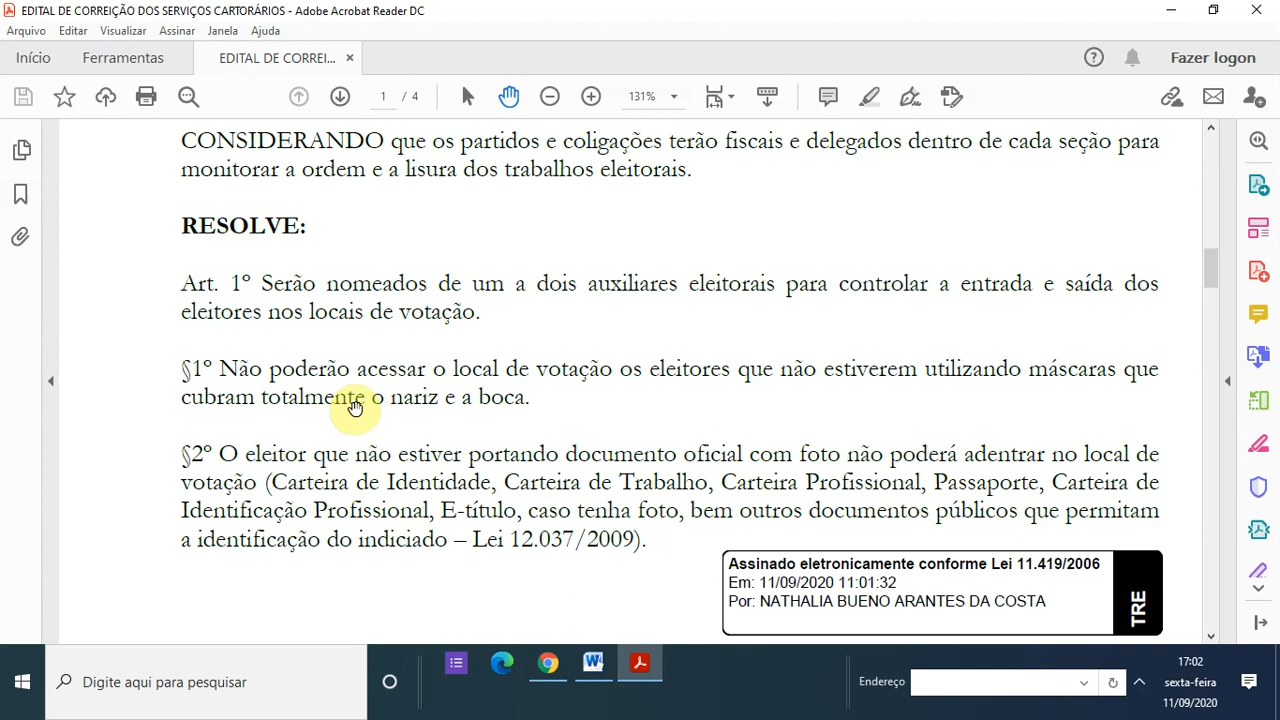 EDITAL DE CORREIÇÃO DOS SERVIÇOS CARTORÁRIOS - Adobe Acrobat Reader DC
Arquivo Editar Visualizar Assinar Janela Ajuda
Início Ferramentas EDITAL DE CORREI... × Fazer logon
1 / 4 131%
CONSIDERANDO que os partidos e coligações terão fiscais e delegados dentro de cada seção para
monitorar a ordem e a lisura dos trabalhos eleitorais.
RESOLVE:
Art. 1º Serão nomeados de um a dois auxiliares eleitorais para controlar a entrada e saída dos
eleitores nos locais de votação.
§1º Não poderão acessar o local de votação os eleitores que não estiverem utilizando máscaras que
cubram totalmente o nariz e a boca.
§2º O eleitor que não estiver portando documento oficial com foto não poderá adentrar no local de
votação (Carteira de Identidade, Carteira de Trabalho, Carteira Profissional, Passaporte, Carteira de
Identificação Profissional, E-título, caso tenha foto, bem outros documentos públicos que permitam
a identificação do indiciado – Lei 12.037/2009).
Assinado eletronicamente conforme Lei 11.419/2006
Em: 11/09/2020 11:01:32
Por: NATHALIA BUENO ARANTES DA COSTA
TRE
Digite aqui para pesquisar
Endereço
17:02
sexta-feira
11/09/2020